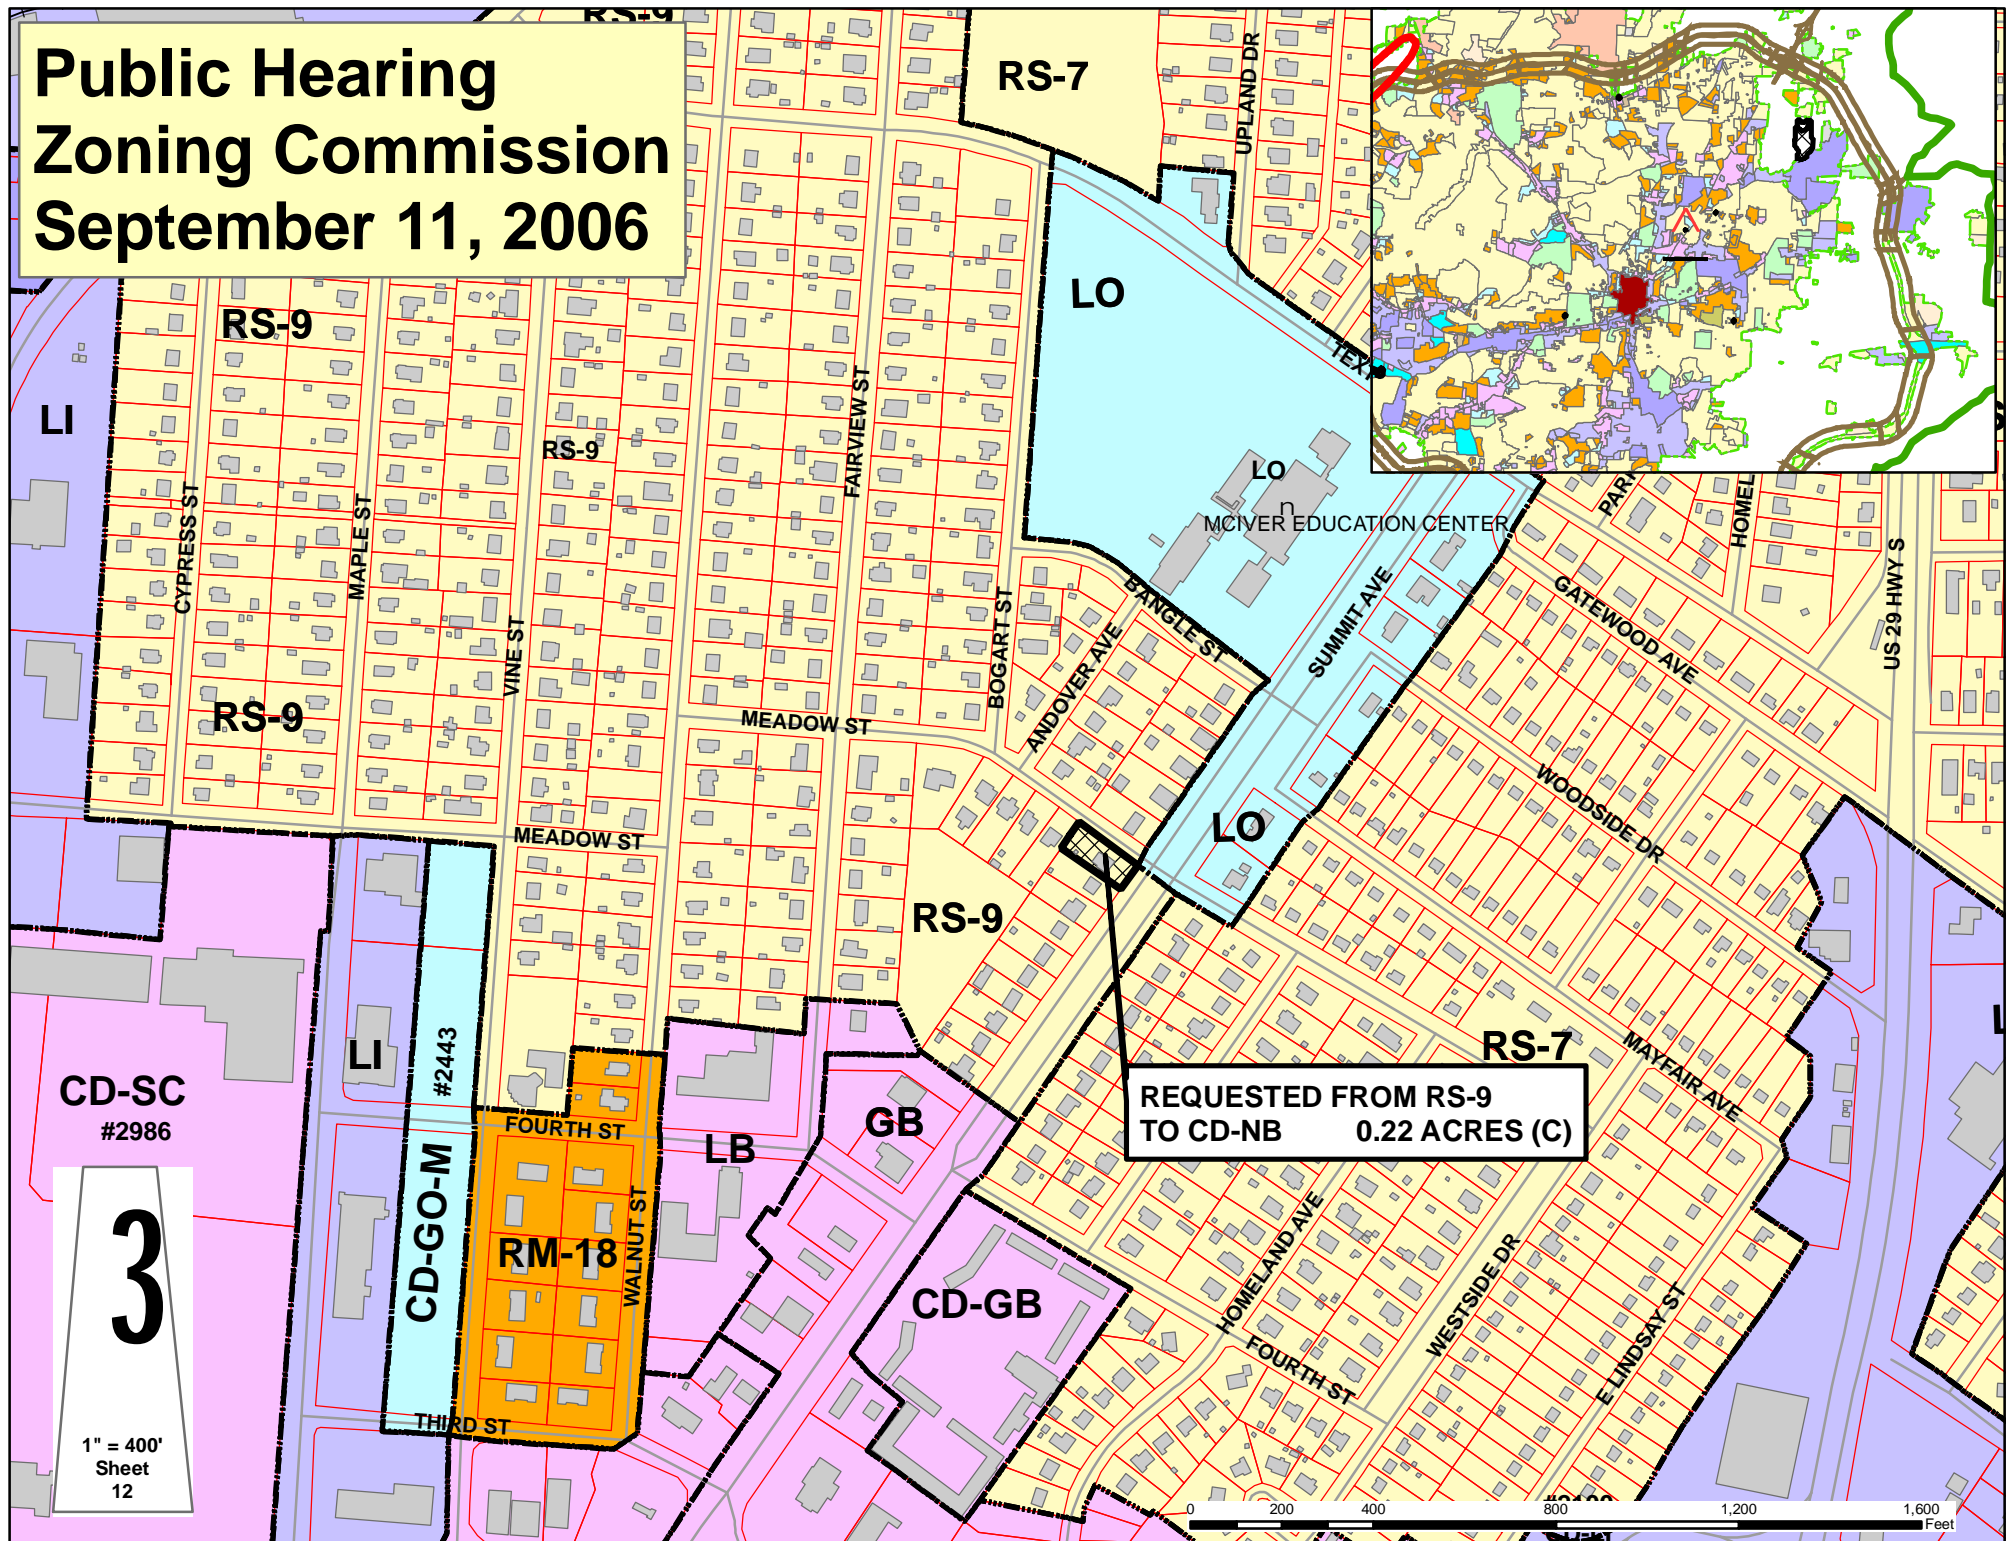 Public Hearing
Zoning Commission
September 11, 2006
RS-9
RS-7
UPLAND DR
LO
TEXT
RS-9
LI
RS-9
FAIRVIEW ST
CYPRESS ST
MAPLE ST
VINE ST
LO
n
MCIVER EDUCATION CENTER
BOGART ST
BANGLE ST
ANDOVER AVE
SUMMIT AVE
HOMEL
GATEWOOD AVE
US 29 HWY S
RS-9
MEADOW ST
WOODSIDE DR
MEADOW ST
LO
RS-9
RS-7
MAYFAIR AVE
REQUESTED FROM RS-9
TO CD-NB 0.22 ACRES (C)
CD-SC
#2986
LI
#2443
CD-GO-M
FOURTH ST
LB
GB
RM-18
WALNUT ST
CD-GB
HOMELAND AVE
WESTSIDE DR
E LINDSAY ST
FOURTH ST
THIRD ST
3
1" = 400'
Sheet
12
0 200 400 800 1,200 1,600
Feet